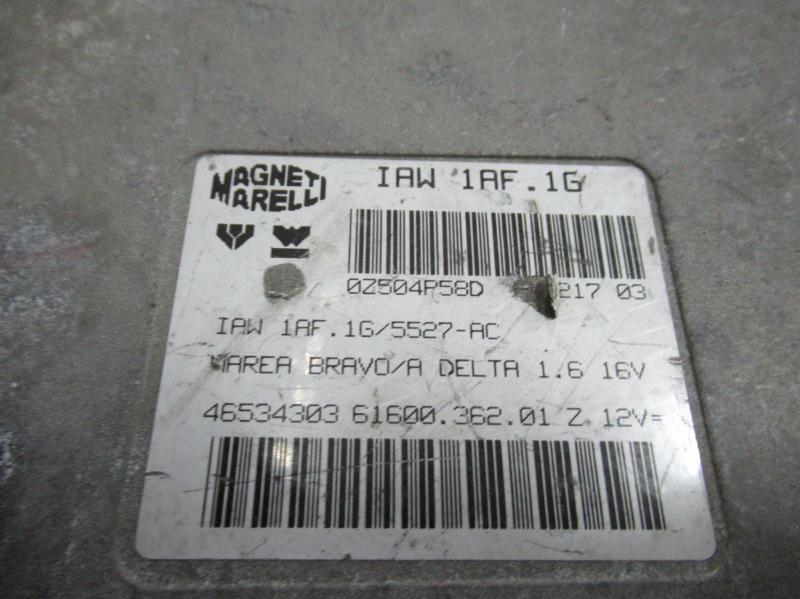 MAGNETI
MARELLI
IAW 1AF.1G
0Z504P58D 217 03
IAW 1AF.1G/5527-AC
MAREA BRAVO/A DELTA 1.6 16V
46534303 61600.362.01 Z 12V=